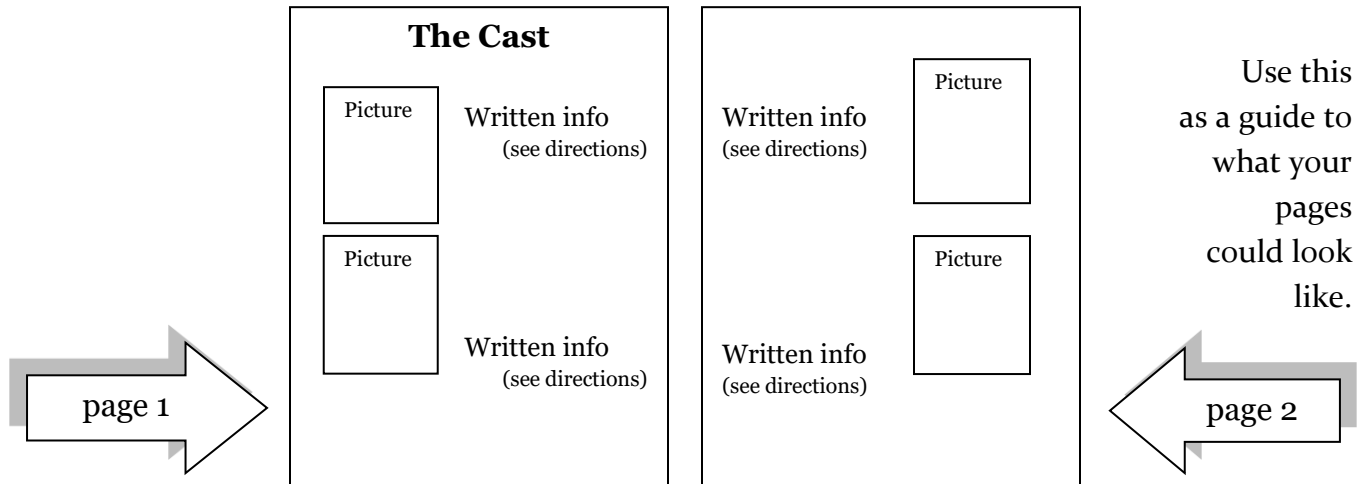 The Cast
Picture
Written info
(see directions)
Picture
Written info
(see directions)
page 1
Picture
Written info
(see directions)
Picture
Written info
(see directions)
Use this
as a guide to
what your
pages
could look
like.
page 2